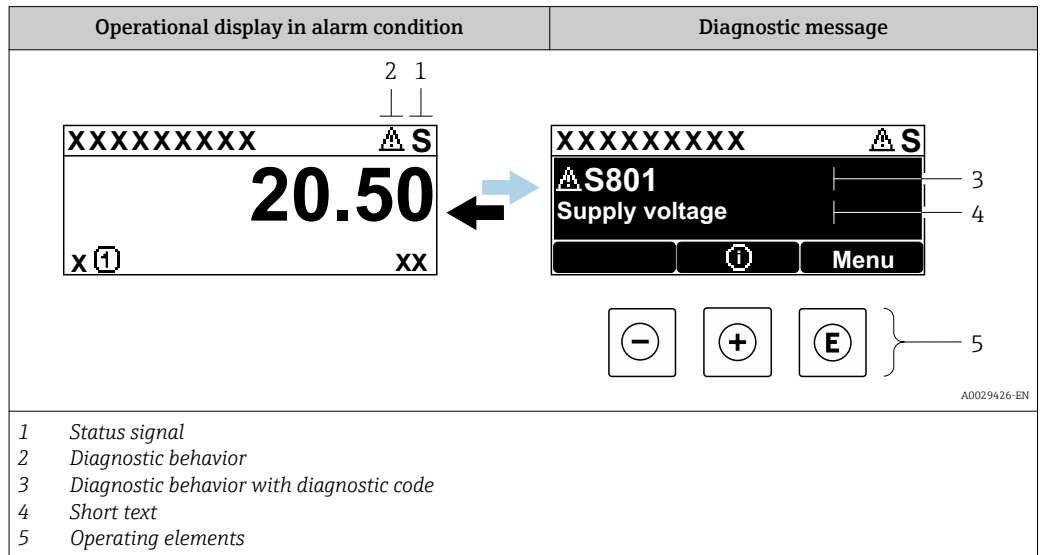 Operational display in alarm condition Diagnostic message
2 1
XXXXXXXXX ⚠ S
20.50
X 1 XX
XXXXXXXXX ⚠ S
⚠S801
Supply voltage
i Menu
3
4
- + E
5
A0029426-EN
1 Status signal
2 Diagnostic behavior
3 Diagnostic behavior with diagnostic code
4 Short text
5 Operating elements